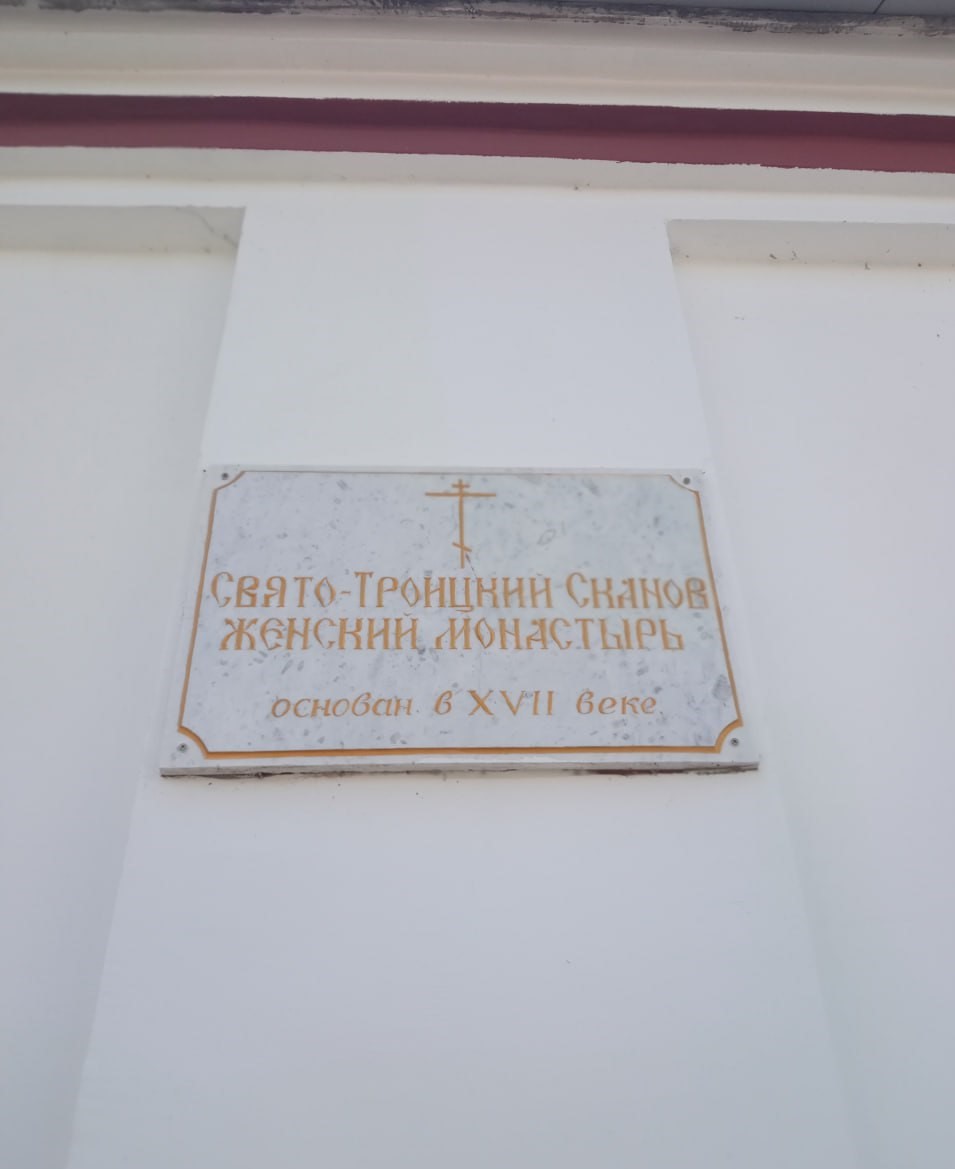 Свято-Троицкий Сканов
женский монастырь
основан в XVII веке